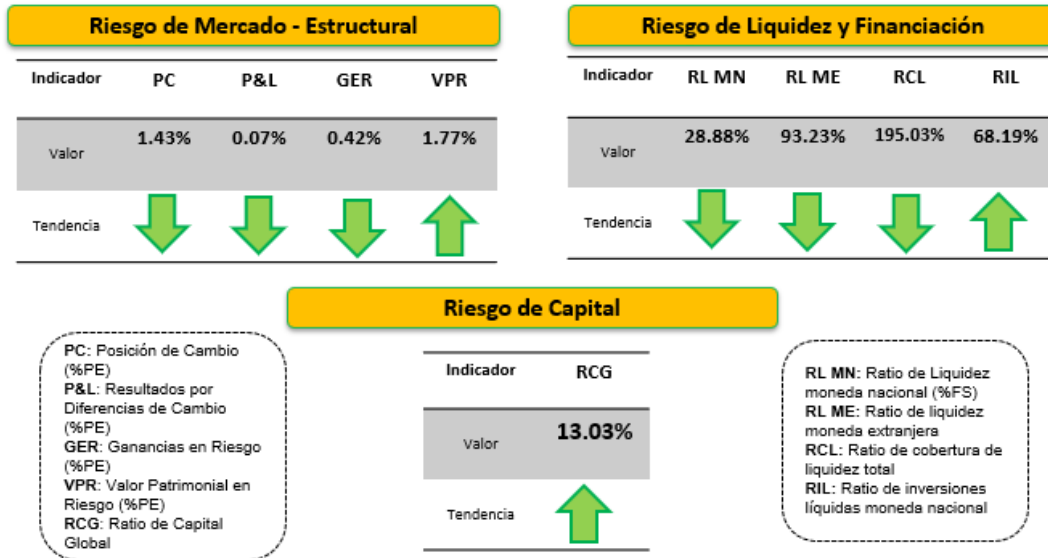 Riesgo de Mercado - Estructural
Indicador PC P&L GER VPR
Valor 1.43% 0.07% 0.42% 1.77%
Tendencia
Riesgo de Liquidez y Financiación
Indicador RL MN RL ME RCL RIL
Valor 28.88% 93.23% 195.03% 68.19%
Tendencia
Riesgo de Capital
PC: Posición de Cambio
(%PE)
P&L: Resultados por
Diferencias de Cambio
(%PE)
GER: Ganancias en Riesgo
(%PE)
VPR: Valor Patrimonial en
Riesgo (%PE)
RCG: Ratio de Capital
Global
Indicador RCG
Valor 13.03%
Tendencia
RL MN: Ratio de Liquidez
moneda nacional (%FS)
RL ME: Ratio de liquidez
moneda extranjera
RCL: Ratio de cobertura de
liquidez total
RIL: Ratio de inversiones
líquidas moneda nacional